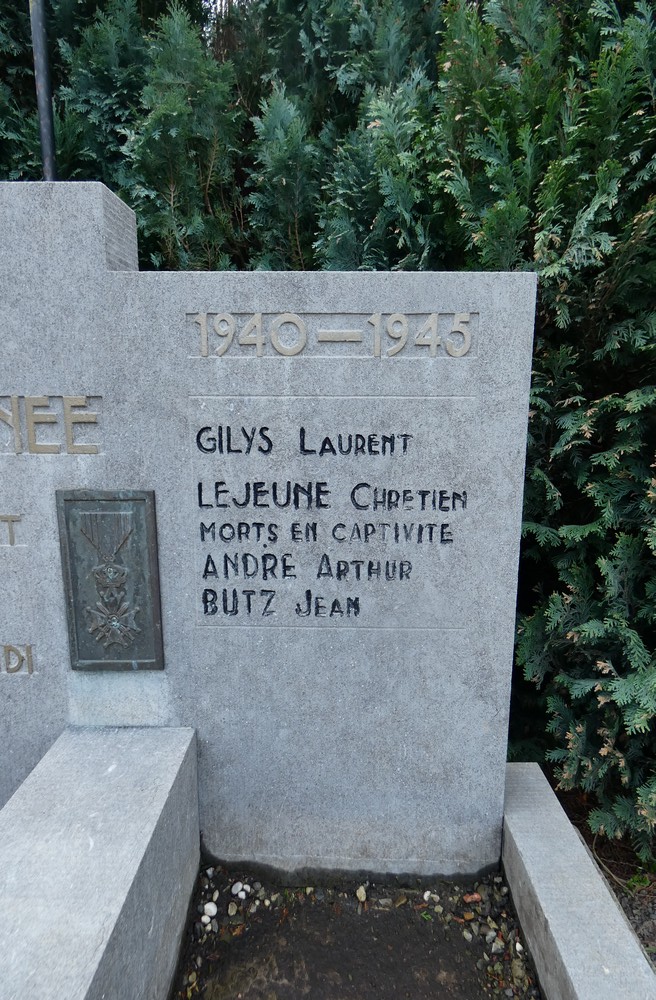 1940—1945
NEE
GILYS LAURENT
LEJEUNE CHRETIEN
MORTS EN CAPTIVITE
T
ANDRE ARTHUR
BUTZ JEAN
DI